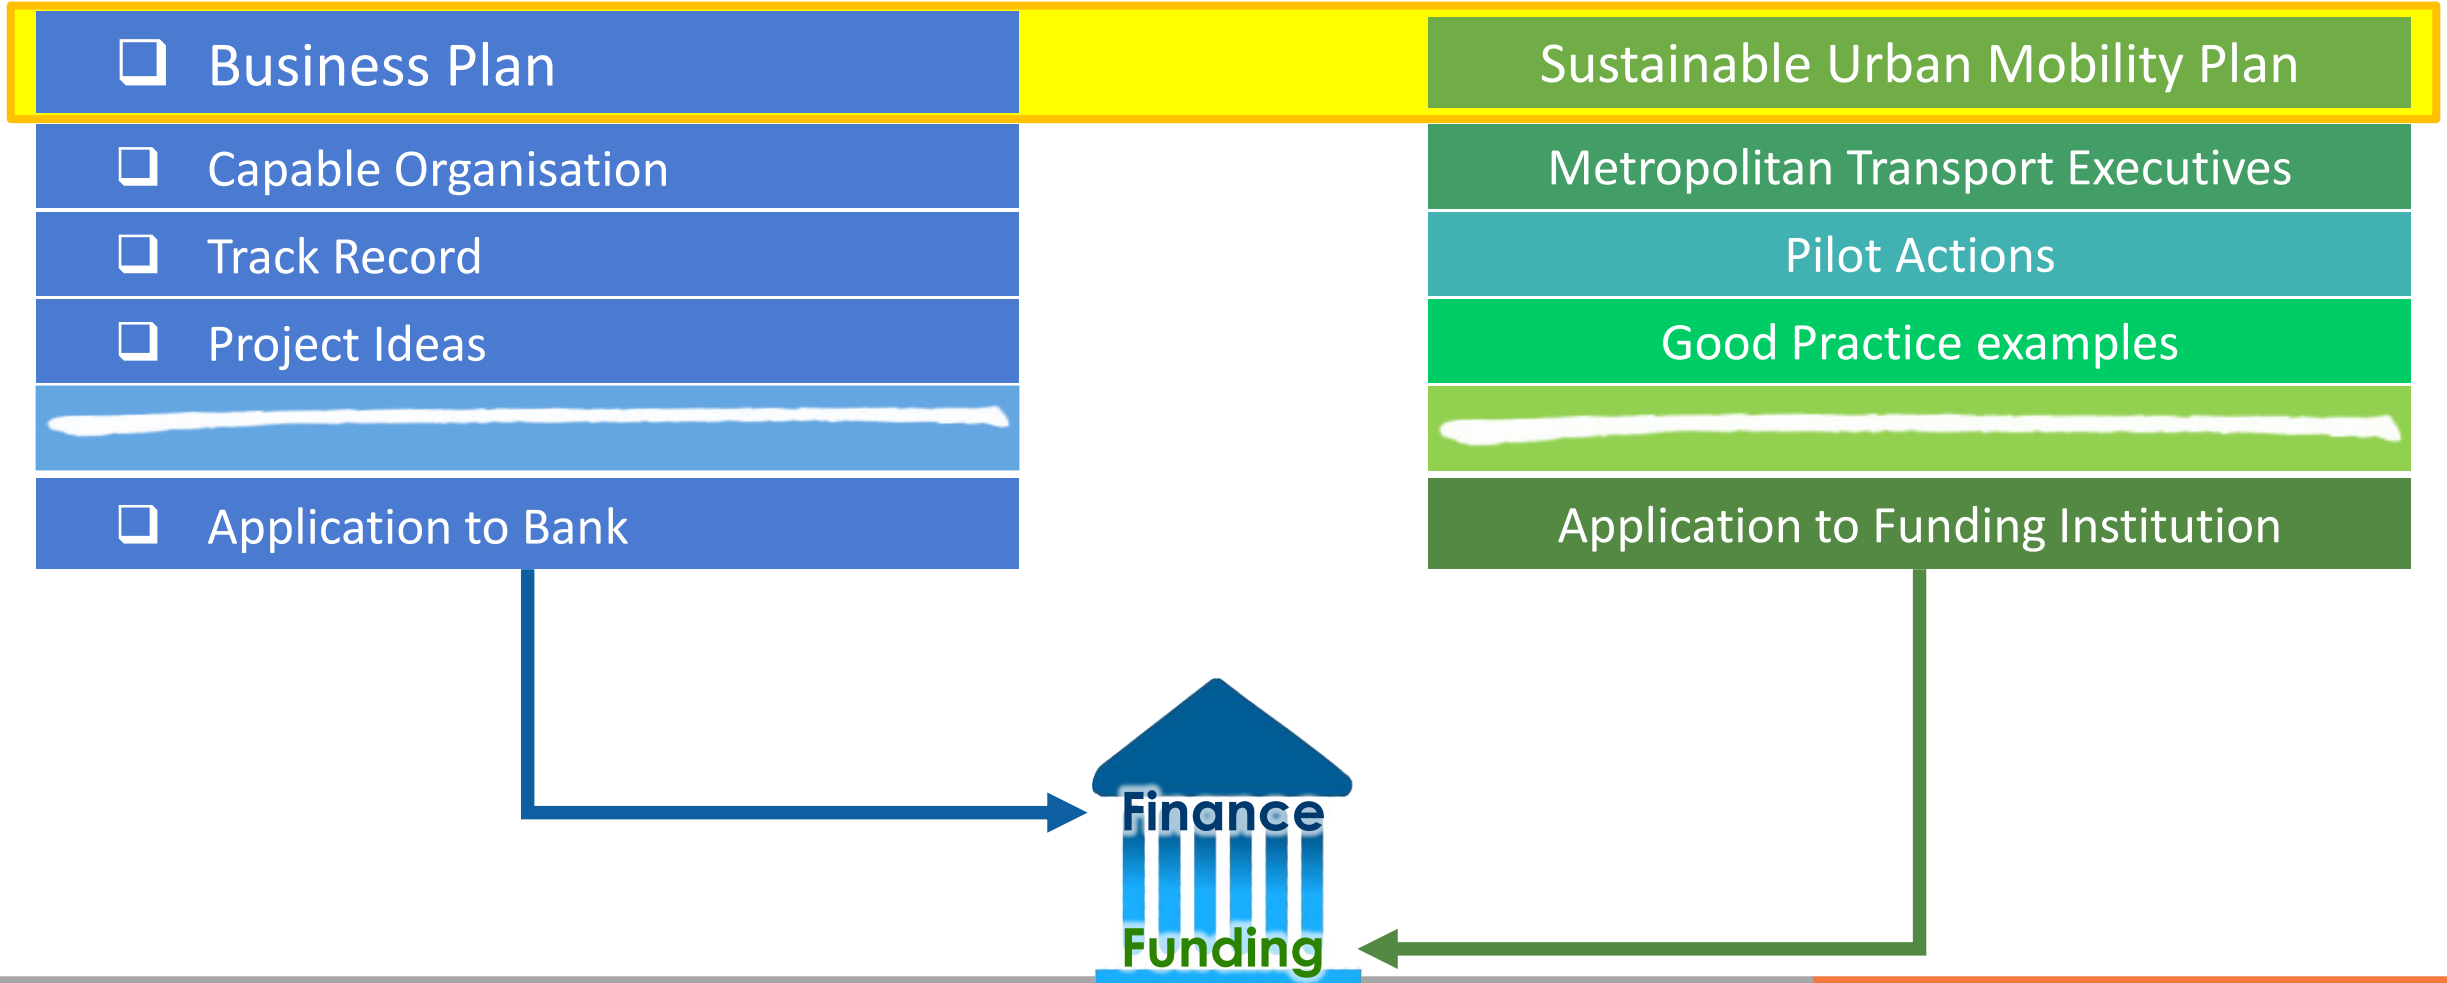 Business Plan
Sustainable Urban Mobility Plan
Capable Organisation
Metropolitan Transport Executives
Track Record
Pilot Actions
Project Ideas
Good Practice examples
Application to Bank
Application to Funding Institution
Finance
Funding